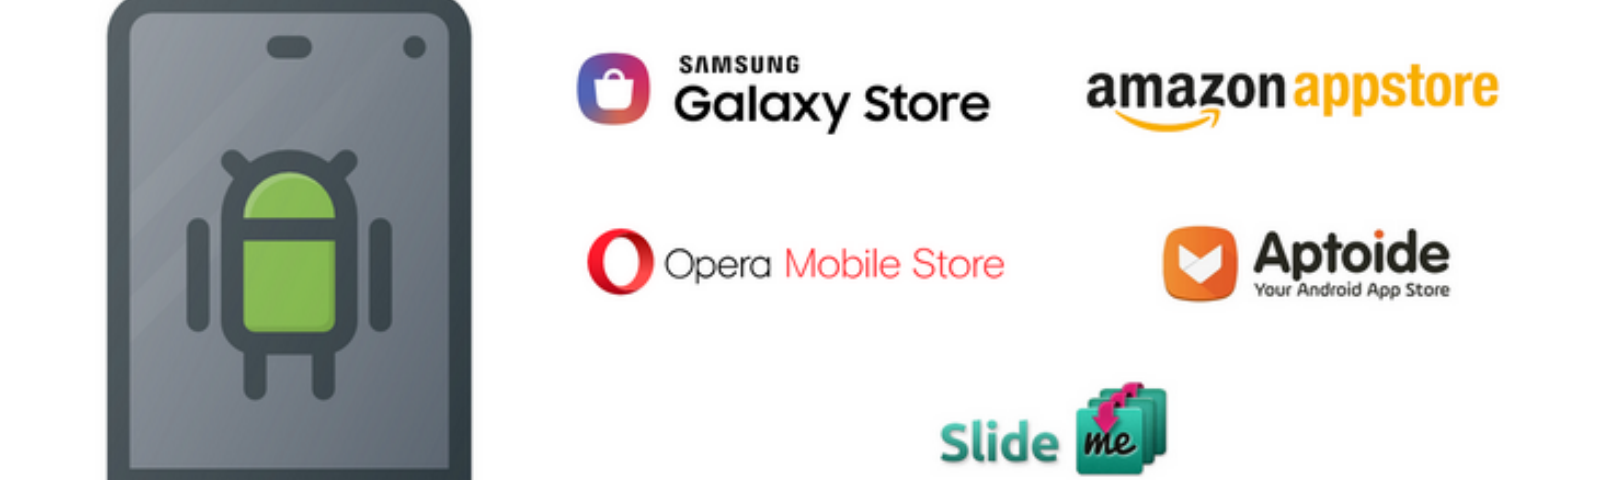 SAMSUNG
Galaxy Store
amazon appstore
Opera Mobile Store
Aptoide
Your Android App Store
Slide me